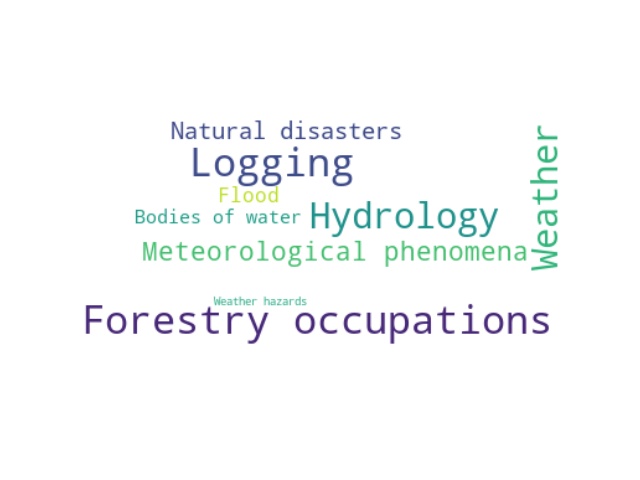 Natural disasters
Logging
Weather
Flood
Bodies of water
Hydrology
Meteorological phenomena
Weather hazards
Forestry occupations